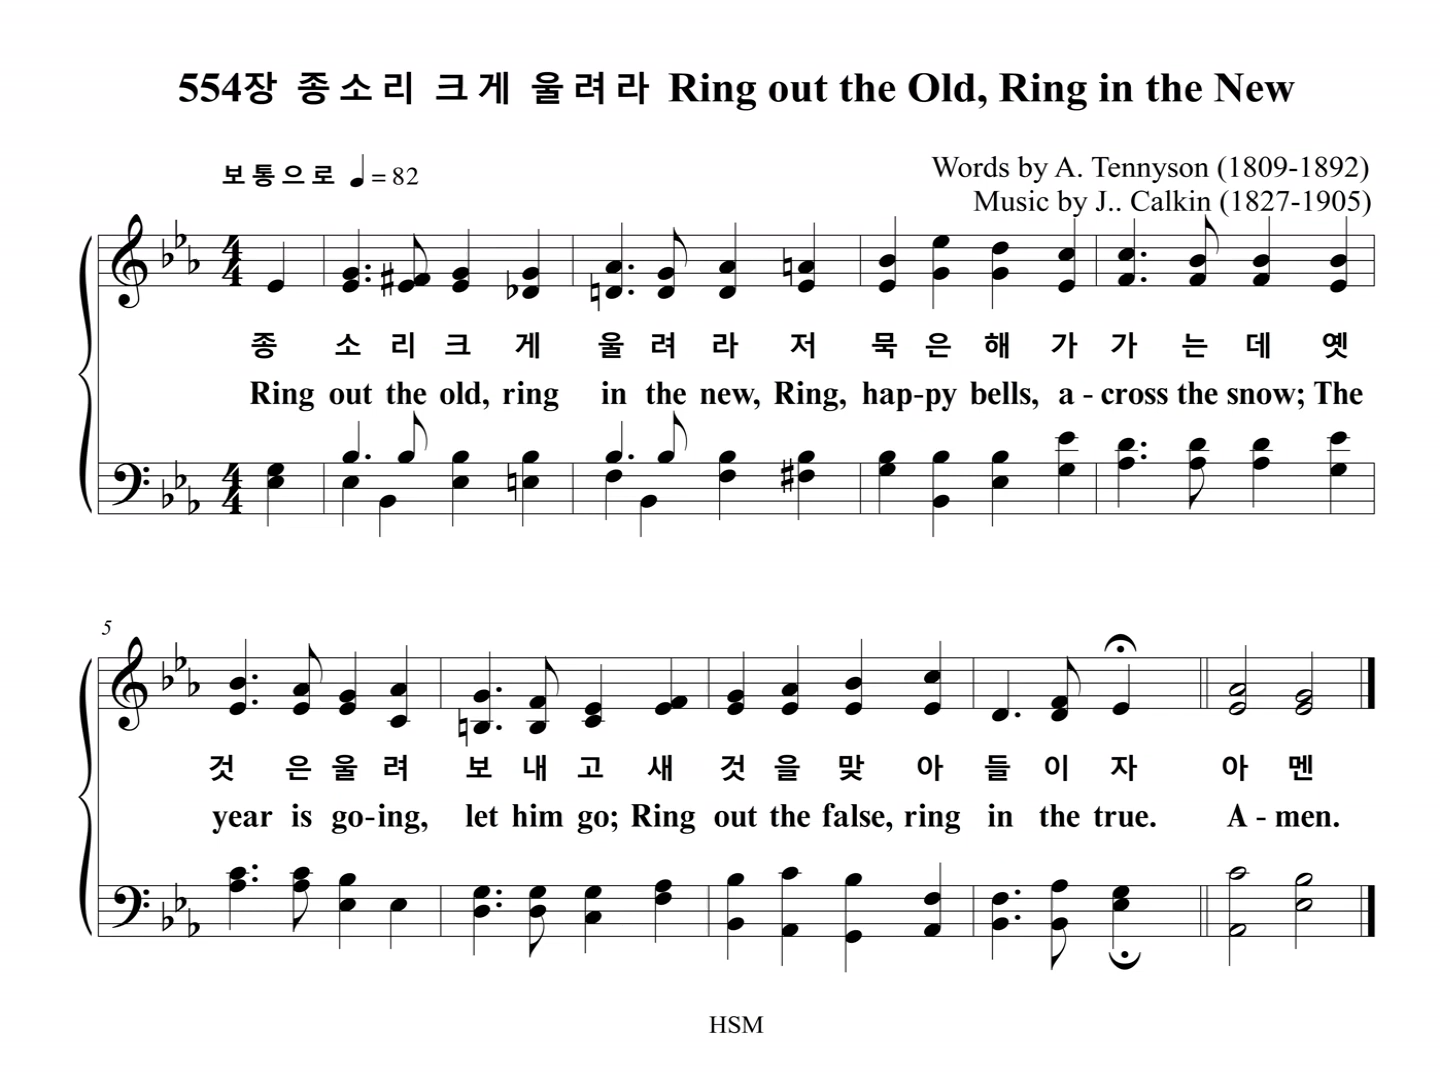 554장 종소리 크게 울려라 Ring out the Old, Ring in the New
보통으로 ♩= 82
Words by A. Tennyson (1809-1892)
Music by J.. Calkin (1827-1905)
종 소 리 크 게 울 려 라 저 묵 은 해 가 가 는 데 옛
Ring out the old, ring in the new, Ring, hap-py bells, a - cross the snow; The
5
것 은 울 려 보 내 고 새 것 을 맞 아 들 이 자 아 멘
year is go-ing, let him go; Ring out the false, ring in the true. A - men.
HSM